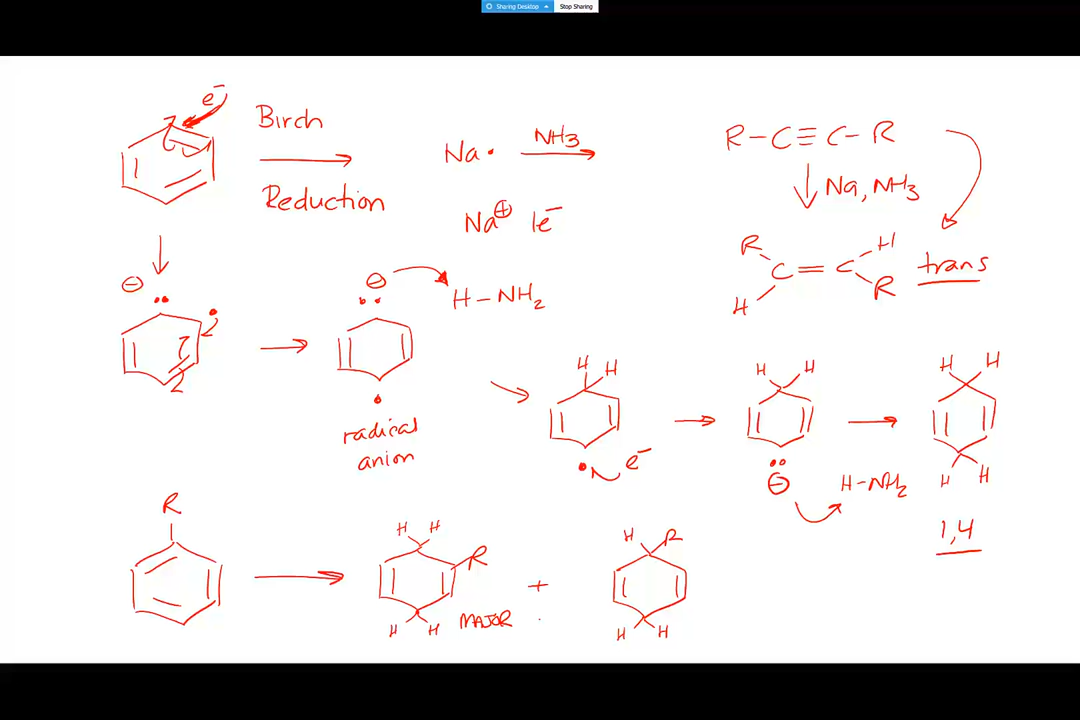 Sharing Desktop Stop Sharing
e⁻
Birch
Reduction
Na· NH3
Na⊕ 1e⁻
R-C≡C-R
Na, NH3
R H
C=C trans
H R
⊖
⊖
H-NH2
radical
anion
H H
e⁻
H H
⊖
H-NH2
H H
H H
1,4
R
H H
R
H H MAJOR
+
H R
H H